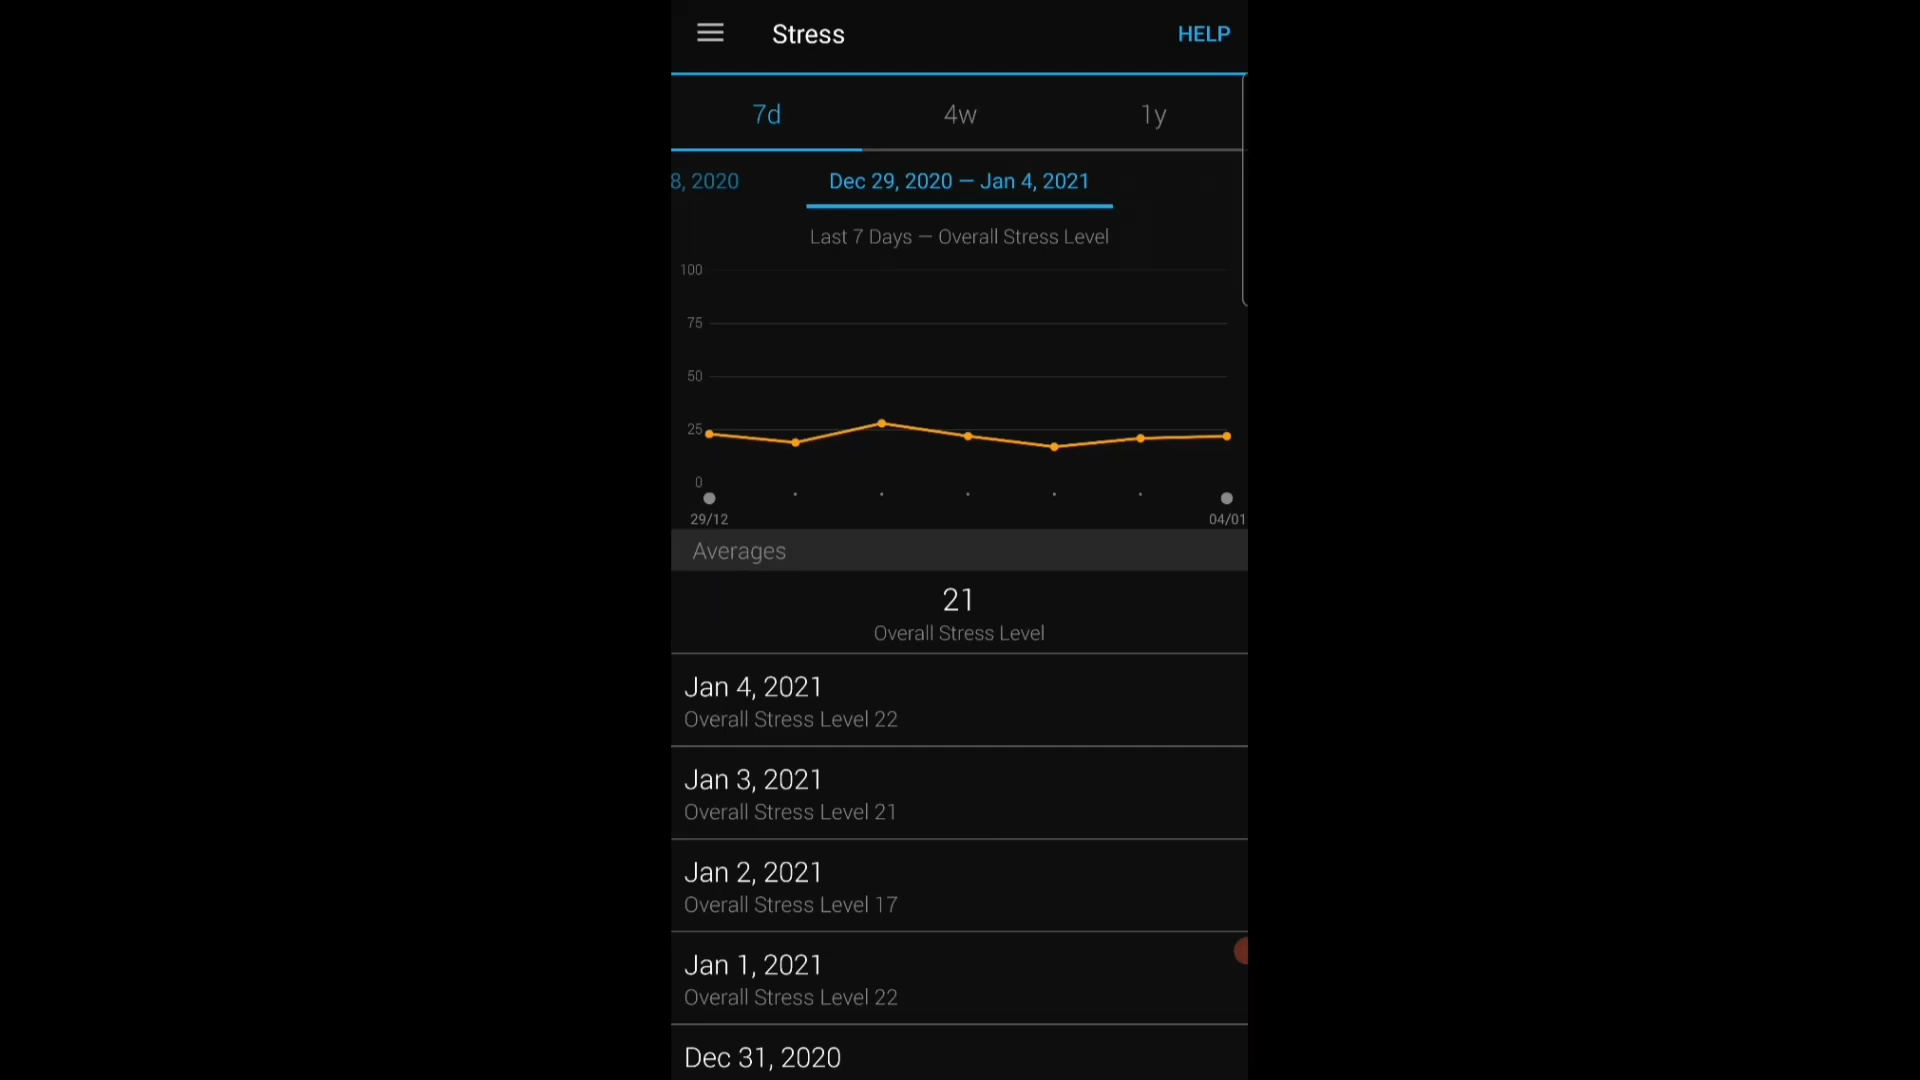 Stress
HELP
7d
4w
1y
8, 2020
Dec 29, 2020 — Jan 4, 2021
Last 7 Days — Overall Stress Level
100
75
50
25
0
29/12
04/01
Averages
21
Overall Stress Level
Jan 4, 2021
Overall Stress Level 22
Jan 3, 2021
Overall Stress Level 21
Jan 2, 2021
Overall Stress Level 17
Jan 1, 2021
Overall Stress Level 22
Dec 31, 2020